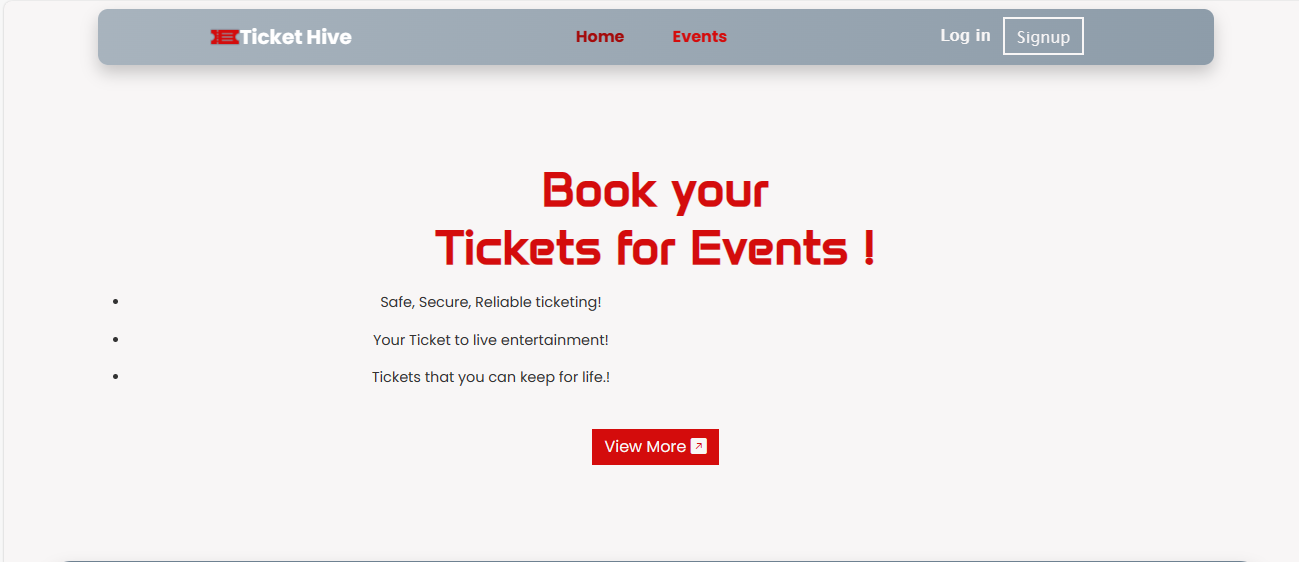 Ticket Hive Home Events Log in Signup
Book your
Tickets for Events !
• Safe, Secure, Reliable ticketing!
• Your Ticket to live entertainment!
• Tickets that you can keep for life.!
View More